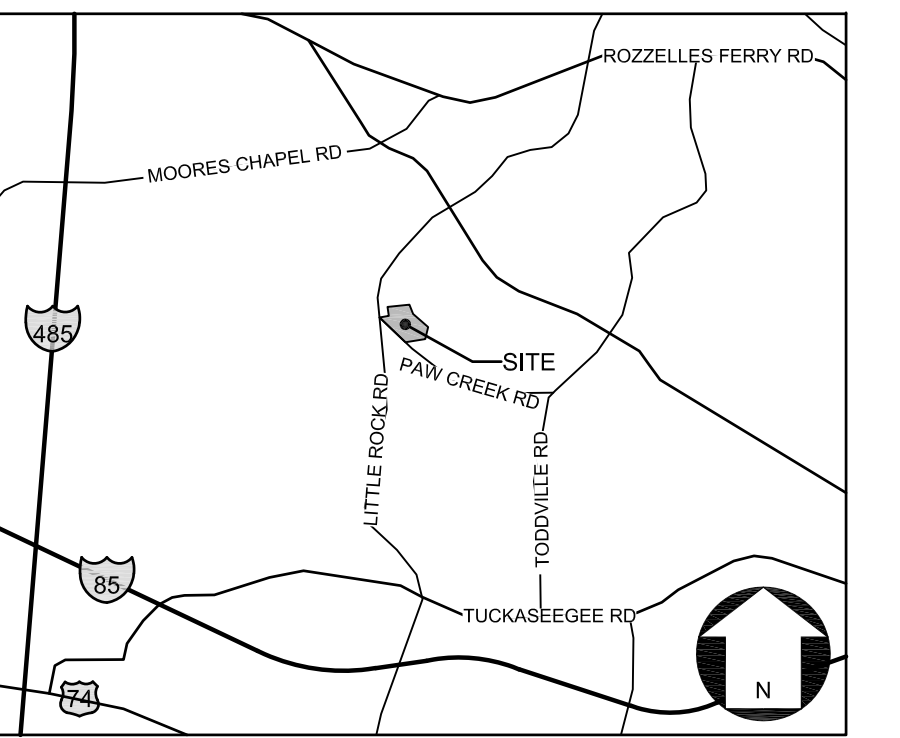 ROZZELLES FERRY RD
MOORES CHAPEL RD
485
SITE
PAW CREEK RD
LITTLE ROCK RD
TODDVILLE RD
85
TUCKASEEGEE RD
74
N